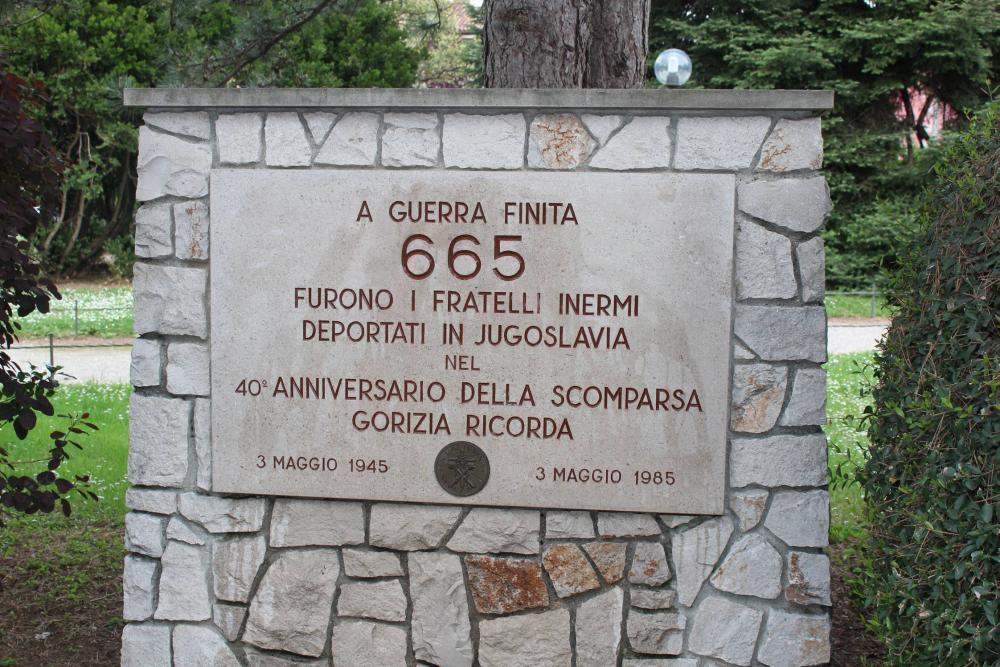 A GUERRA FINITA
665
FURONO I FRATELLI INERMI
DEPORTATI IN JUGOSLAVIA
NEL
40º ANNIVERSARIO DELLA SCOMPARSA
GORIZIA RICORDA
3 MAGGIO 1945
3 MAGGIO 1985